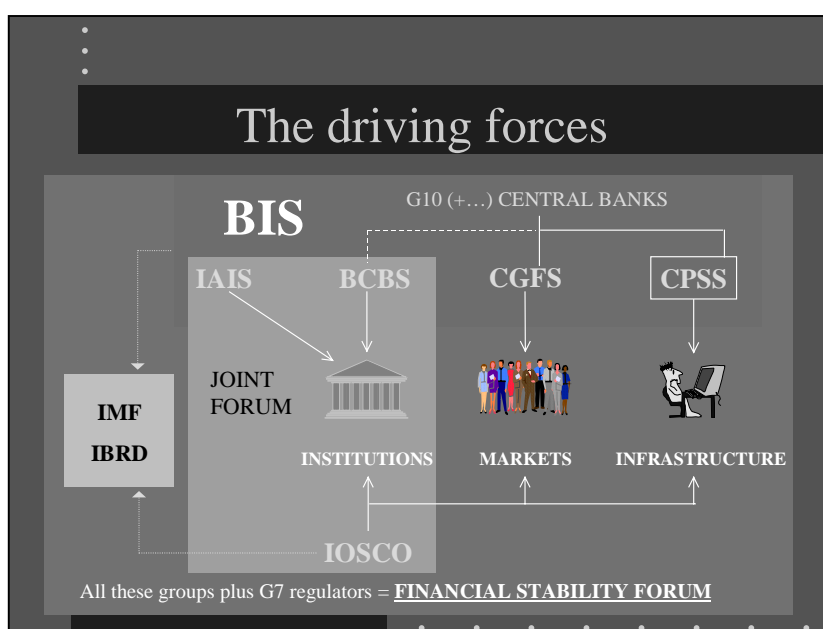 The driving forces
BIS
G10 (+…) CENTRAL BANKS
IAIS
BCBS
CGFS
CPSS
JOINT
FORUM
IMF
IBRD
INSTITUTIONS
MARKETS
INFRASTRUCTURE
IOSCO
All these groups plus G7 regulators = FINANCIAL STABILITY FORUM